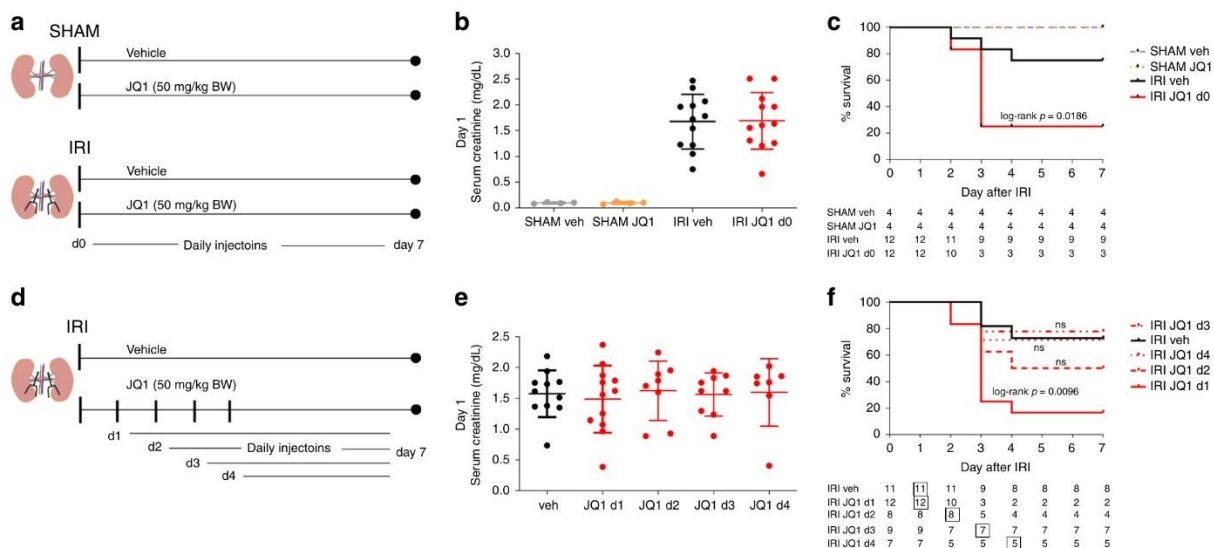 a
SHAM
Vehicle
JQ1 (50 mg/kg BW)
IRI
Vehicle
JQ1 (50 mg/kg BW)
d0 Daily injectoins day 7
b
Day 1
Serum creatinine (mg/dL)
3.0
2.5
2.0
1.5
1.0
0.5
0.0
SHAM veh SHAM JQ1 IRI veh IRI JQ1 d0
c
% survival
100
80
60
40
20
0
log-rank p = 0.0186
0 1 2 3 4 5 6 7
Day after IRI
SHAM veh
SHAM JQ1
IRI veh
IRI JQ1 d0
SHAM veh 4 4 4 4 4 4 4 4
SHAM JQ1 4 4 4 4 4 4 4 4
IRI veh 12 12 11 9 9 9 9 9
IRI JQ1 d0 12 12 10 3 3 3 3 3
d
IRI
Vehicle
JQ1 (50 mg/kg BW)
d1
d2 Daily injectoins day 7
d3
d4
e
Day 1
Serum creatinine (mg/dL)
2.5
2.0
1.5
1.0
0.5
0.0
veh JQ1 d1 JQ1 d2 JQ1 d3 JQ1 d4
f
% survival
100
80
60
40
20
0
ns
ns
ns
log-rank p = 0.0096
0 1 2 3 4 5 6 7
Day after IRI
IRI JQ1 d3
IRI veh
IRI JQ1 d4
IRI JQ1 d2
IRI JQ1 d1
IRI veh 11 11 11 9 8 8 8 8
IRI JQ1 d1 12 12 10 3 2 2 2 2
IRI JQ1 d2 8 8 8 5 4 4 4 4
IRI JQ1 d3 9 9 7 7 7 7 7 7
IRI JQ1 d4 7 7 5 5 5 5 5 5